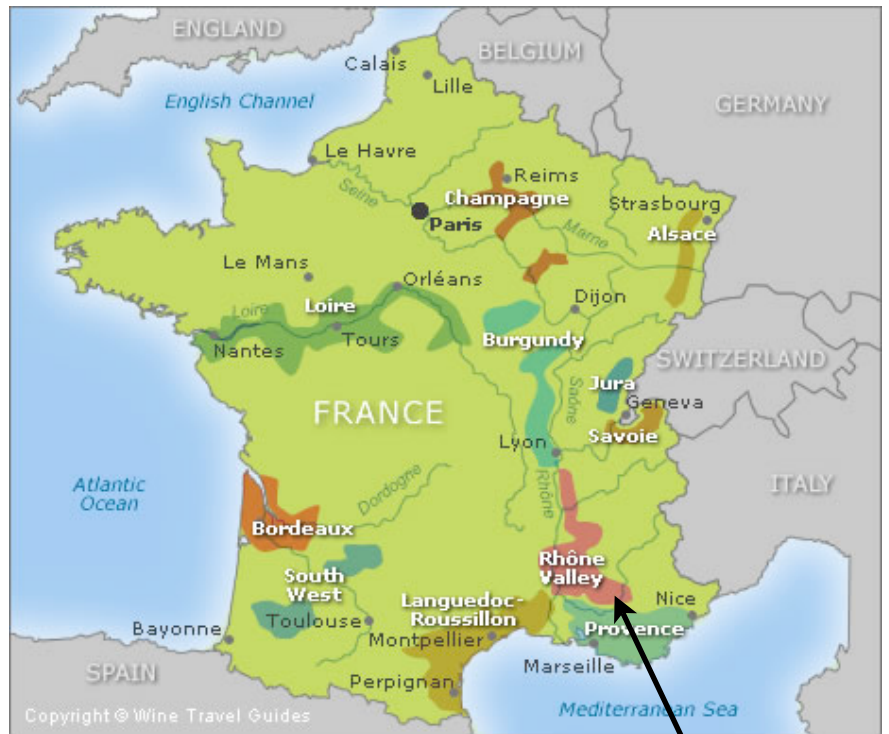 ENGLAND
BELGIUM
Calais
Lille
English Channel
GERMANY
Le Havre
Seine
Reims
Champagne
Paris
Marne
Strasbourg
Alsace
Le Mans
Orléans
Loire
Loire
Dijon
Nantes
Tours
Burgundy
SWITZERLAND
Jura
Saône
Geneva
FRANCE
Lyon
Savoie
Atlantic
Ocean
Dordogne
Rhône
ITALY
Bordeaux
Rhône
Valley
South
West
Languedoc-
Roussillon
Nice
Bayonne
Toulouse
Montpellier
Provence
Marseille
SPAIN
Perpignan
Mediterranean Sea
Copyright © Wine Travel Guides